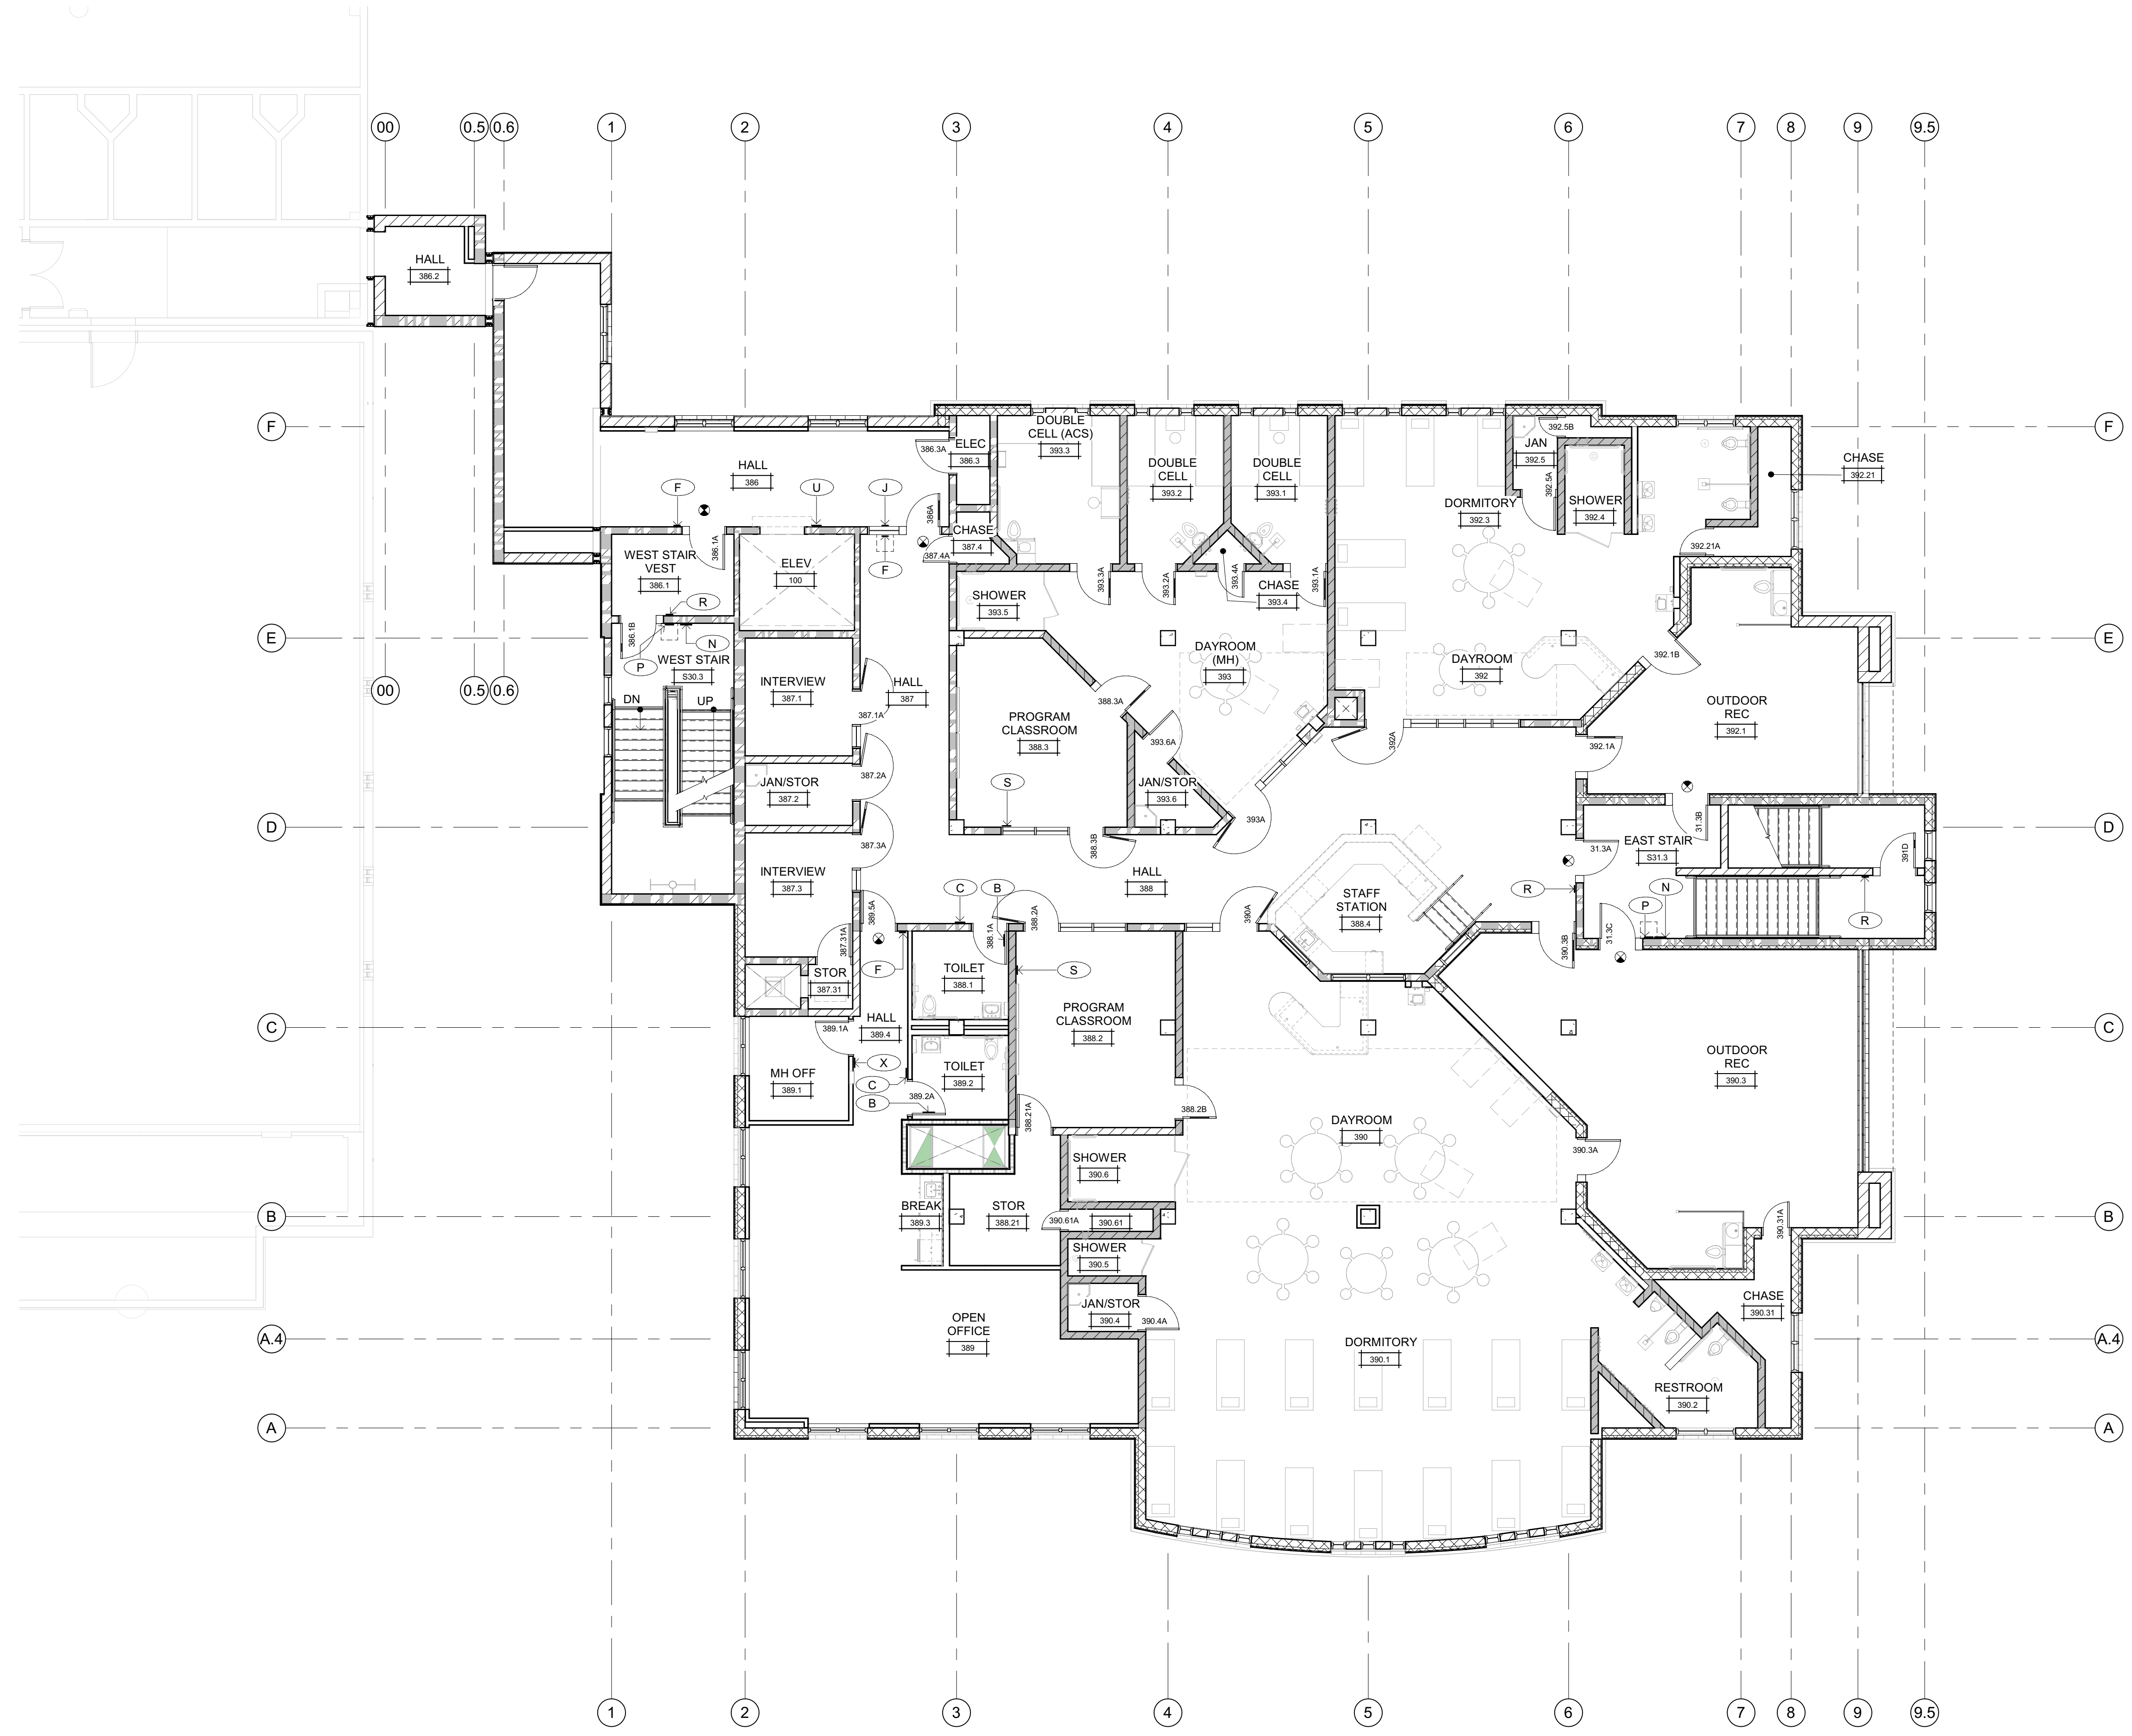 00
0.5
0.6
1
2
3
4
5
6
7
8
9
9.5
HALL
386.2
F
F
DOUBLE
CELL (ACS)
393.3
392.5B
386.3A
ELEC
386.3
JAN
392.5
CHASE
392.21
HALL
386
DOUBLE
CELL
393.2
DOUBLE
CELL
393.1
392.5A
F
U
J
386A
DORMITORY
392.3
SHOWER
392.4
CHASE
387.4
386.1A
387.4A
392.21A
WEST STAIR
VEST
386.1
ELEV
100
F
393.3A
393.2A
393.4A
393.1A
CHASE
393.4
R
SHOWER
393.5
E
E
386.1B
N
P
WEST STAIR
S30.3
DAYROOM
(MH)
393
DAYROOM
392
392.1B
INTERVIEW
387.1
HALL
387
DN
UP
388.3A
OUTDOOR
REC
392.1
387.1A
PROGRAM
CLASSROOM
388.3
393.6A
392A
392.1A
387.2A
JAN/STOR
387.2
S
JAN/STOR
393.6
D
D
393A
31.3B
387.3A
388.3B
31.3A
EAST STAIR
S31.3
391D
INTERVIEW
387.3
HALL
388
C
B
R
N
STAFF
STATION
388.4
P
R
389.5A
388.2A
390A
388.1A
387.31A
31.3C
390.3B
F
STOR
387.31
TOILET
388.1
S
C
C
HALL
389.4
389.1A
PROGRAM
CLASSROOM
388.2
OUTDOOR
REC
390.3
X
MH OFF
389.1
TOILET
389.2
C
B
389.2A
388.21A
388.2B
DAYROOM
390
390.3A
SHOWER
390.6
B
B
BREAK
389.3
STOR
388.21
390.61A
390.61
390.31A
SHOWER
390.5
CHASE
390.31
JAN/STOR
390.4
390.4A
A.4
A.4
OPEN
OFFICE
389
DORMITORY
390.1
RESTROOM
390.2
A
A
00
0.5
0.6
1
2
3
4
5
6
7
8
9
9.5